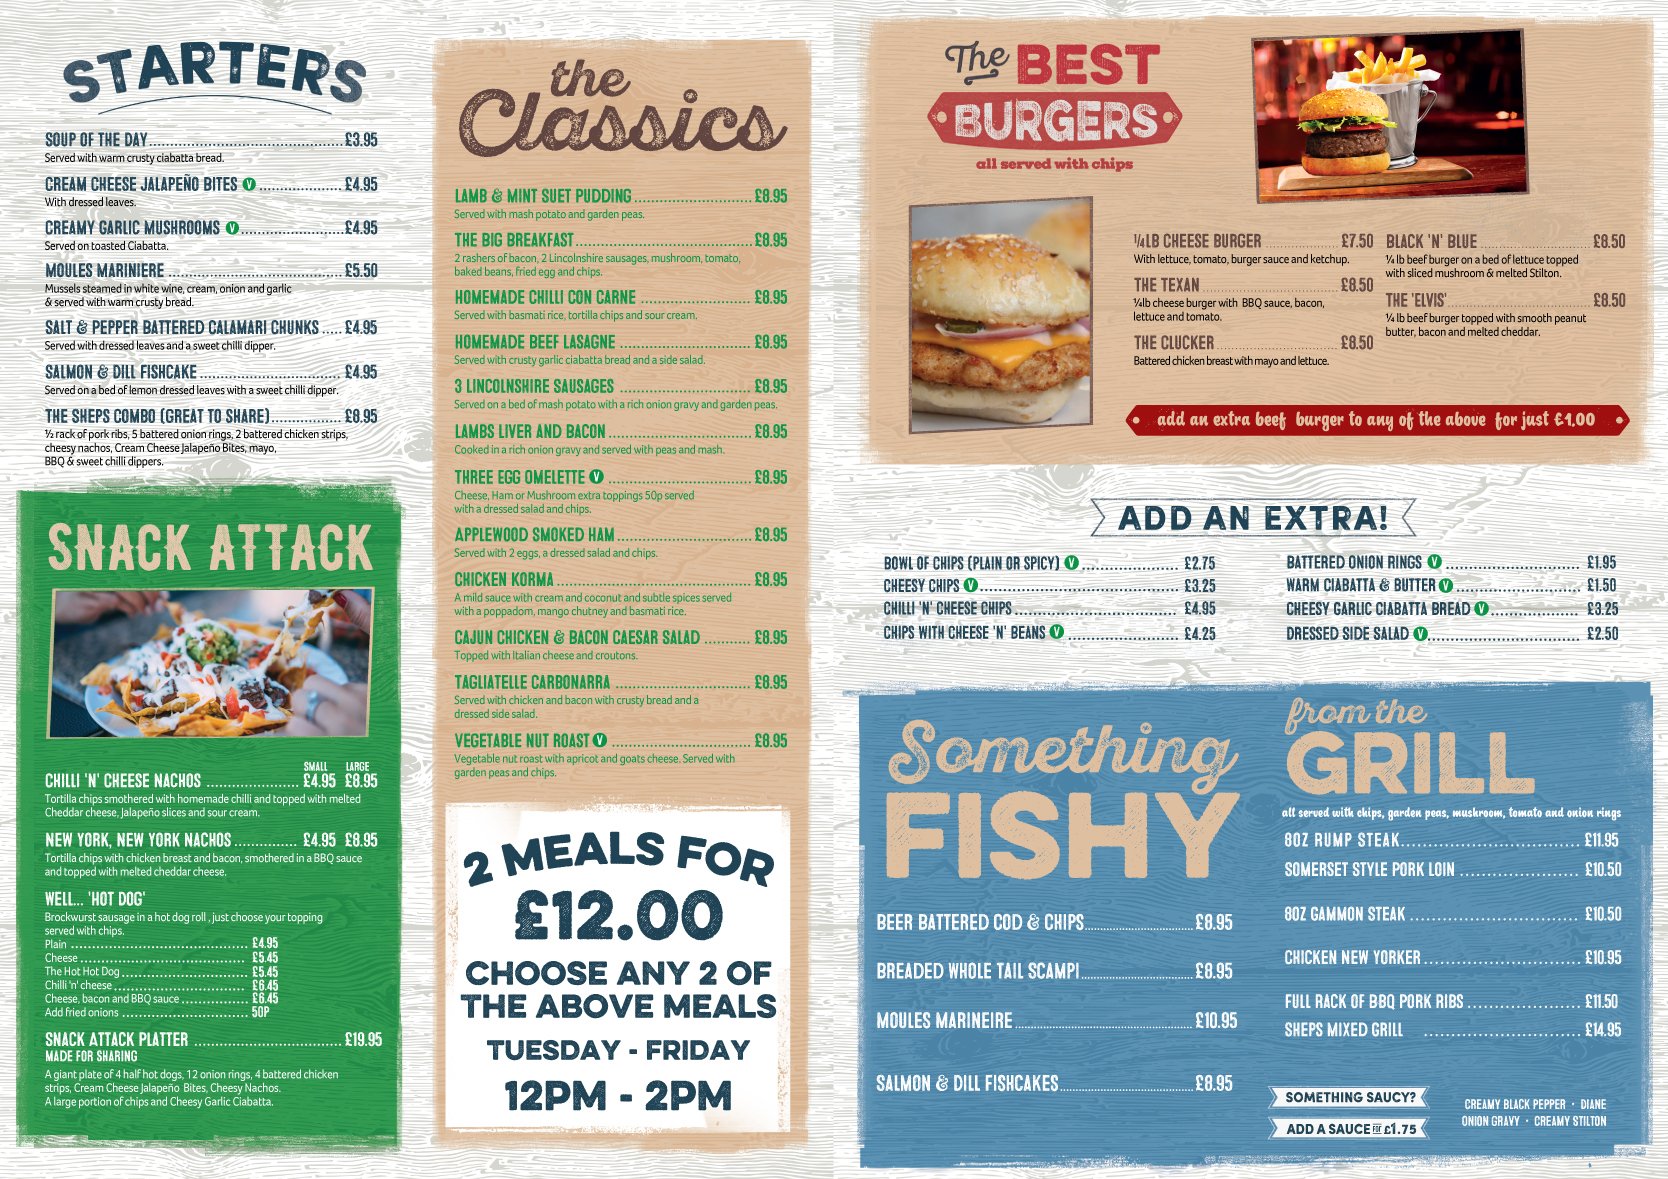 STARTERS
SOUP OF THE DAY £3.95
Served with warm crusty ciabatta bread.
CREAM CHEESE JALAPEÑO BITES V £4.95
With dressed leaves.
CREAMY GARLIC MUSHROOMS V £4.95
Served on toasted Ciabatta.
MOULES MARINIERE £5.50
Mussels steamed in white wine, cream, onion and garlic
& served with warm crusty bread.
SALT & PEPPER BATTERED CALAMARI CHUNKS £4.95
Served with dressed leaves and a sweet chilli dipper.
SALMON & DILL FISHCAKE £4.95
Served on a bed of lemon dressed leaves with a sweet chilli dipper.
THE SHEPS COMBO (GREAT TO SHARE) £8.95
½ rack of pork ribs, 5 battered onion rings, 2 battered chicken strips,
cheesy nachos, Cream Cheese Jalapeño Bites, mayo,
BBQ & sweet chilli dippers.
SNACK ATTACK
SMALL LARGE
CHILLI 'N' CHEESE NACHOS £4.95 £8.95
Tortilla chips smothered with homemade chilli and topped with melted
Cheddar cheese, Jalapeño slices and sour cream.
NEW YORK, NEW YORK NACHOS £4.95 £8.95
Tortilla chips with chicken breast and bacon, smothered in a BBQ sauce
and topped with melted cheddar cheese.
WELL... 'HOT DOG'
Brockwurst sausage in a hot dog roll , just choose your topping
served with chips.
Plain £4.95
Cheese £5.45
The Hot Hot Dog £5.45
Chilli 'n' cheese £6.45
Cheese, bacon and BBQ sauce £6.45
Add fried onions 50P
SNACK ATTACK PLATTER £19.95
MADE FOR SHARING
A giant plate of 4 half hot dogs, 12 onion rings, 4 battered chicken
strips, Cream Cheese Jalapeño Bites, Cheesy Nachos.
A large portion of chips and Cheesy Garlic Ciabatta.
the
Classics
LAMB & MINT SUET PUDDING £8.95
Served with mash potato and garden peas.
THE BIG BREAKFAST £8.95
2 rashers of bacon, 2 Lincolnshire sausages, mushroom, tomato,
baked beans, fried egg and chips.
HOMEMADE CHILLI CON CARNE £8.95
Served with basmati rice, tortilla chips and sour cream.
HOMEMADE BEEF LASAGNE £8.95
Served with crusty garlic ciabatta bread and a side salad.
3 LINCOLNSHIRE SAUSAGES £8.95
Served on a bed of mash potato with a rich onion gravy and garden peas.
LAMBS LIVER AND BACON £8.95
Cooked in a rich onion gravy and served with peas and mash.
THREE EGG OMELETTE V £8.95
Cheese, Ham or Mushroom extra toppings 50p served
with a dressed salad and chips.
APPLEWOOD SMOKED HAM £8.95
Served with 2 eggs, a dressed salad and chips.
CHICKEN KORMA £8.95
A mild sauce with cream and coconut and subtle spices served
with a poppadom, mango chutney and basmati rice.
CAJUN CHICKEN & BACON CAESAR SALAD £8.95
Topped with Italian cheese and croutons.
TAGLIATELLE CARBONARRA £8.95
Served with chicken and bacon with crusty bread and a
dressed side salad.
VEGETABLE NUT ROAST V £8.95
Vegetable nut roast with apricot and goats cheese. Served with
garden peas and chips.
2 MEALS FOR
£12.00
CHOOSE ANY 2 OF
THE ABOVE MEALS
TUESDAY - FRIDAY
12PM - 2PM
The BEST
BURGERS
all served with chips
¼LB CHEESE BURGER £7.50
With lettuce, tomato, burger sauce and ketchup.
THE TEXAN £8.50
¼lb cheese burger with BBQ sauce, bacon,
lettuce and tomato.
THE CLUCKER £8.50
Battered chicken breast with mayo and lettuce.
BLACK 'N' BLUE £8.50
¼ lb beef burger on a bed of lettuce topped
with sliced mushroom & melted Stilton.
THE 'ELVIS' £8.50
¼ lb beef burger topped with smooth peanut
butter, bacon and melted cheddar.
add an extra beef burger to any of the above for just £1.00
ADD AN EXTRA!
BOWL OF CHIPS (PLAIN OR SPICY) V £2.75
CHEESY CHIPS V £3.25
CHILLI 'N' CHEESE CHIPS £4.95
CHIPS WITH CHEESE 'N' BEANS V £4.25
BATTERED ONION RINGS V £1.95
WARM CIABATTA & BUTTER V £1.50
CHEESY GARLIC CIABATTA BREAD V £3.25
DRESSED SIDE SALAD V £2.50
Something
FISHY
BEER BATTERED COD & CHIPS £8.95
BREADED WHOLE TAIL SCAMPI £8.95
MOULES MARINEIRE £10.95
SALMON & DILL FISHCAKES £8.95
from the
GRILL
all served with chips, garden peas, mushroom, tomato and onion rings
8OZ RUMP STEAK £11.95
SOMERSET STYLE PORK LOIN £10.50
8OZ GAMMON STEAK £10.50
CHICKEN NEW YORKER £10.95
FULL RACK OF BBQ PORK RIBS £11.50
SHEPS MIXED GRILL £14.95
SOMETHING SAUCY?
ADD A SAUCE FOR £1.75
CREAMY BLACK PEPPER · DIANE
ONION GRAVY · CREAMY STILTON